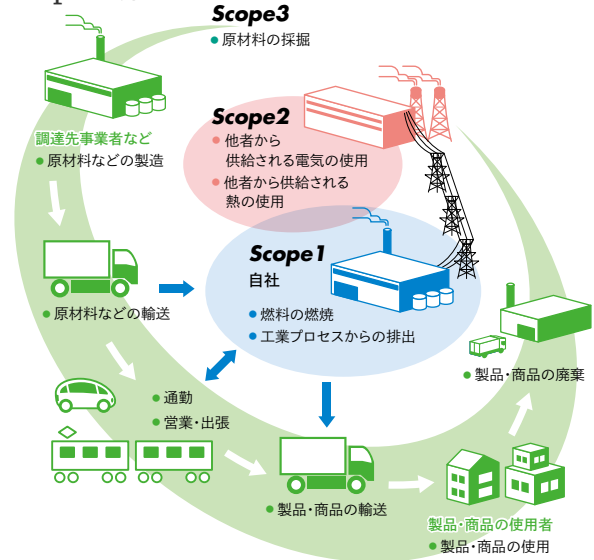 Scope3
● 原材料の採掘
調達先事業者など
● 原材料などの製造
Scope2
● 他者から
供給される電気の使用
● 他者から供給される
熱の使用
Scope1
自社
● 燃料の燃焼
● 工業プロセスからの排出
● 原材料などの輸送
● 通勤
● 営業・出張
● 製品・商品の輸送
製品・商品の使用者
● 製品・商品の使用
● 製品・商品の廃棄